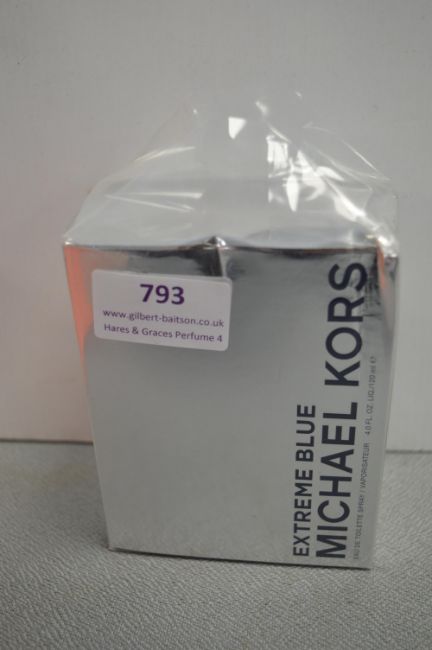 793
www.gilbert-baitson.co.uk
Hares & Graces Perfume 4
EXTREME BLUE
MICHAEL KORS
EAU DE TOILETTE SPRAY / VAPORISATEUR 4.0 FL. OZ. LIQ./120 ml ℮